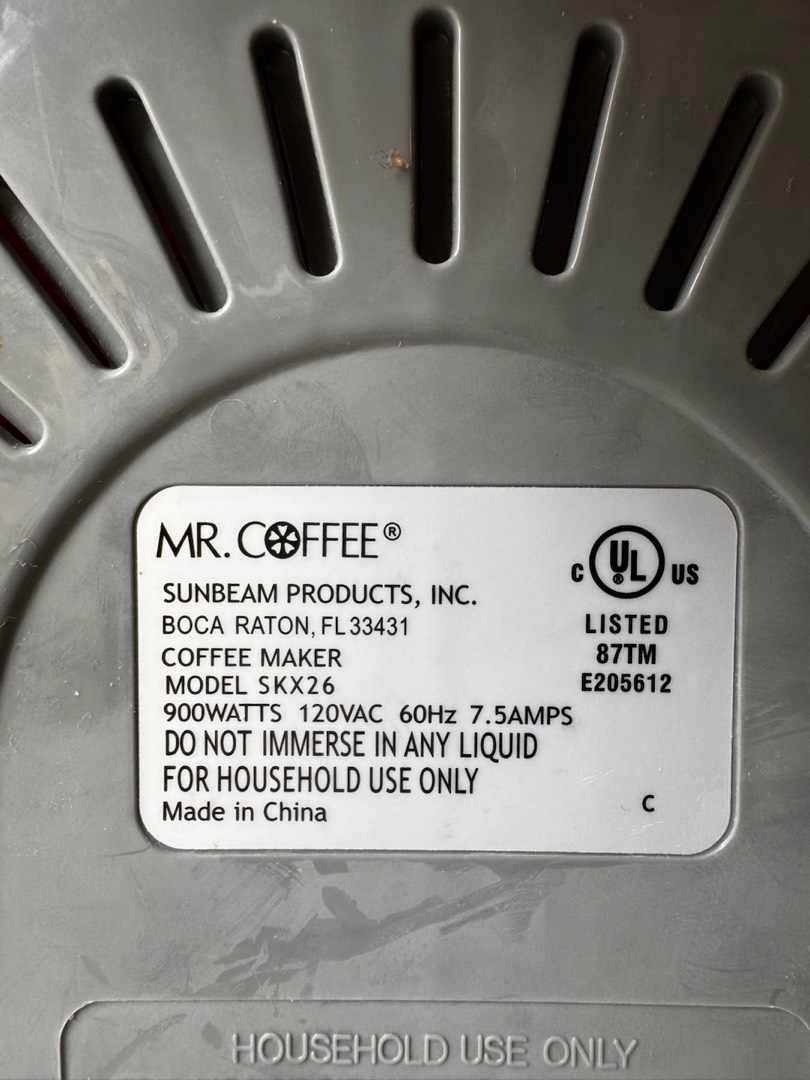 MR. COFFEE®
SUNBEAM PRODUCTS, INC.
BOCA RATON, FL 33431
COFFEE MAKER
MODEL SKX26
900WATTS 120VAC 60Hz 7.5AMPS
DO NOT IMMERSE IN ANY LIQUID
FOR HOUSEHOLD USE ONLY
Made in China
C UL® US
LISTED
87TM
E205612
C
HOUSEHOLD USE ONLY